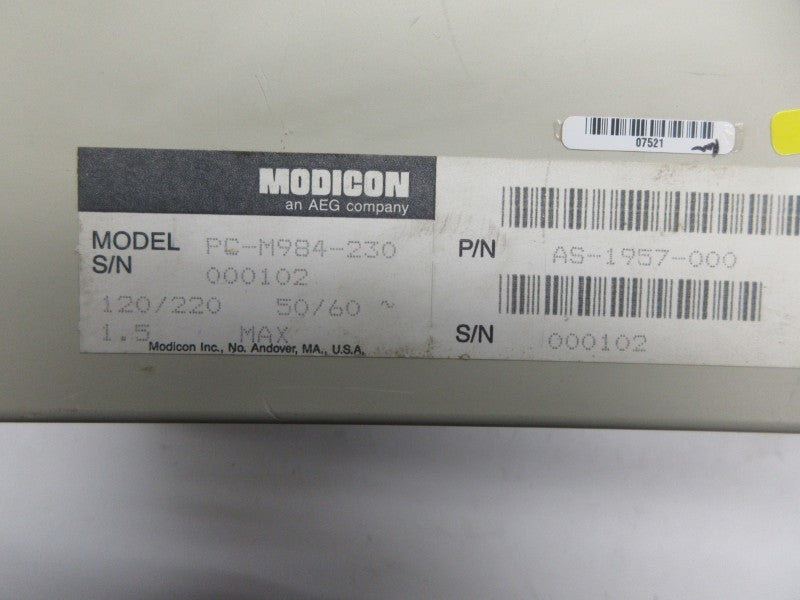 07521
MODICON
an AEG company
MODEL PC-M984-230
S/N 000102
120/220 50/60 ~
1.5 MAX
Modicon Inc., No. Andover, MA., U.S.A.
P/N AS-1957-000
S/N 000102